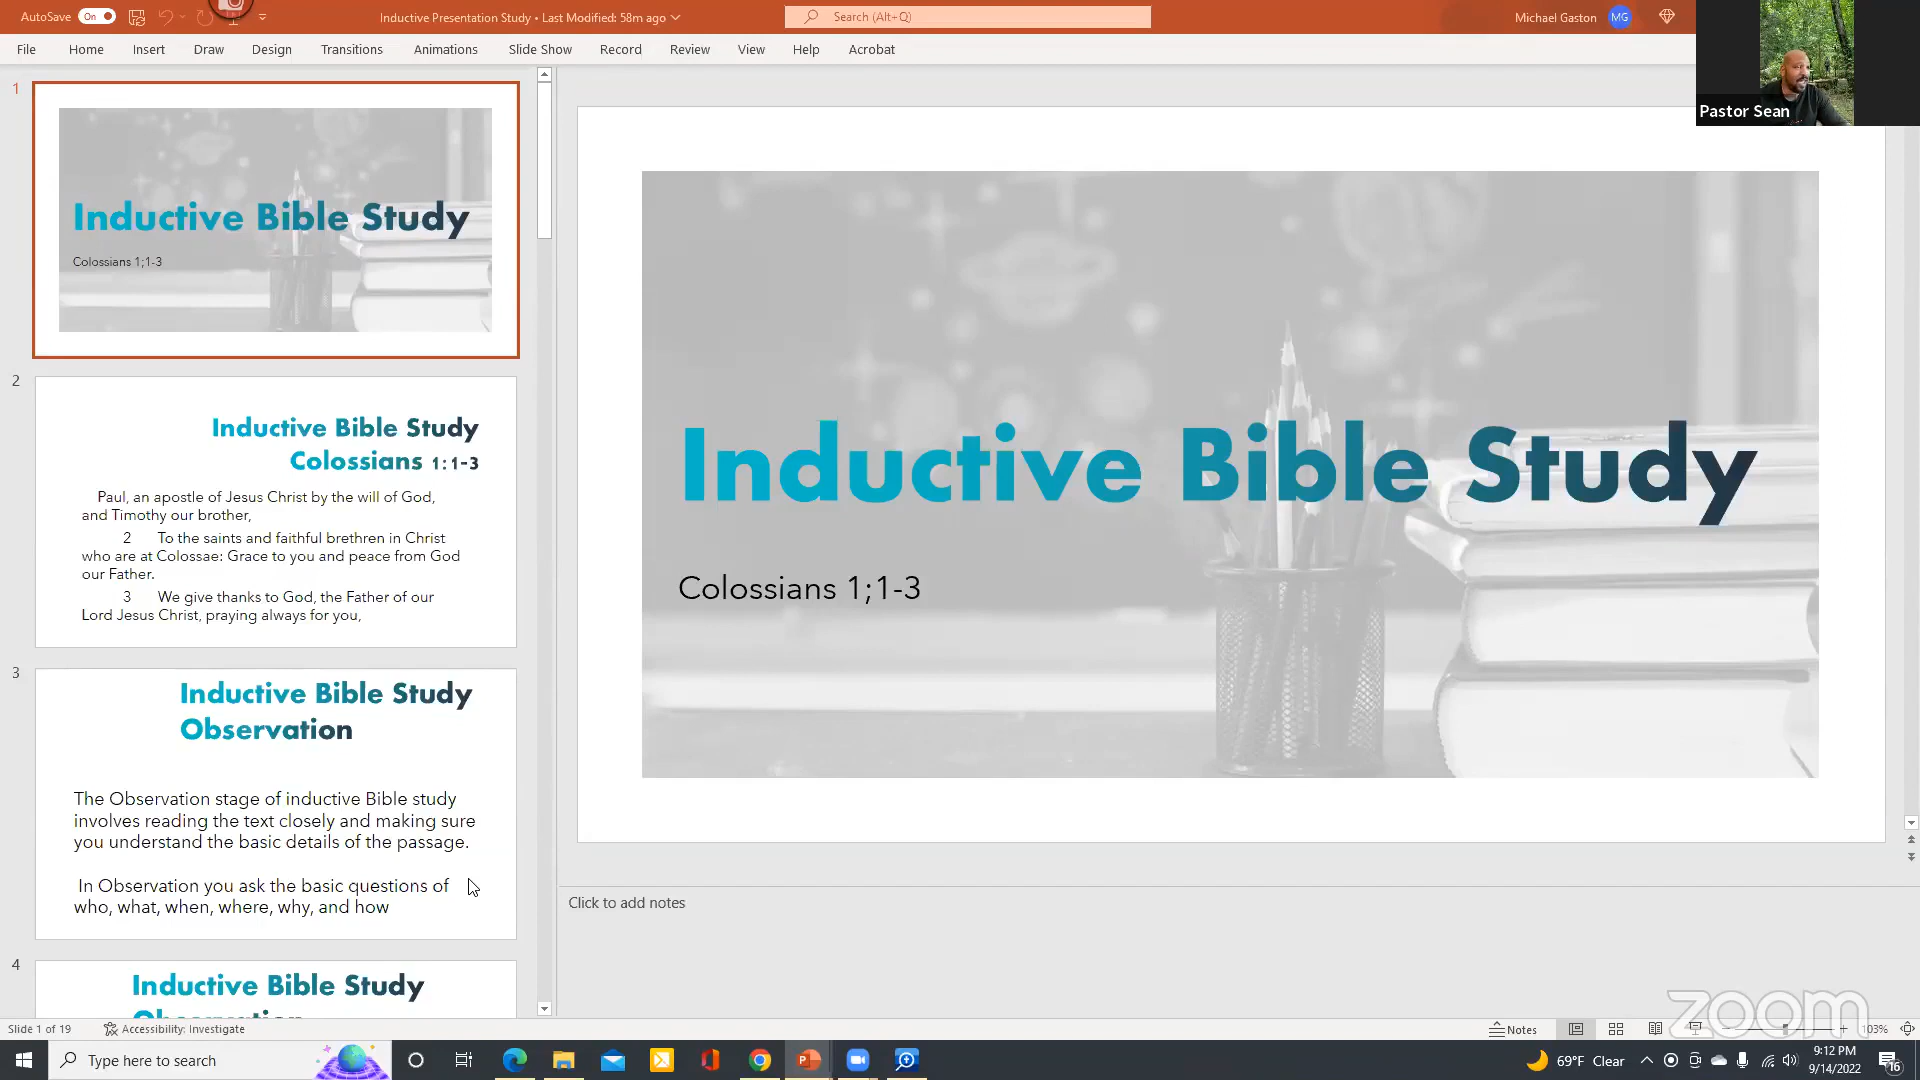 AutoSave On
Inductive Presentation Study • Last Modified: 58m ago
Search (Alt+Q)
Michael Gaston MG
File Home Insert Draw Design Transitions Animations Slide Show Record Review View Help Acrobat
Pastor Sean
1
Inductive Bible Study
Colossians 1;1-3
2
Inductive Bible Study
Colossians 1:1-3
Paul, an apostle of Jesus Christ by the will of God,
and Timothy our brother,
2 To the saints and faithful brethren in Christ
who are at Colossae: Grace to you and peace from God
our Father.
3 We give thanks to God, the Father of our
Lord Jesus Christ, praying always for you,
3
Inductive Bible Study
Observation
The Observation stage of inductive Bible study
involves reading the text closely and making sure
you understand the basic details of the passage.
In Observation you ask the basic questions of
who, what, when, where, why, and how
4
Inductive Bible Study
Observation
Inductive Bible Study
Colossians 1;1-3
Click to add notes
zoom
Slide 1 of 19
Accessibility: Investigate
Notes
103%
Type here to search
69°F Clear
9:12 PM
9/14/2022
16